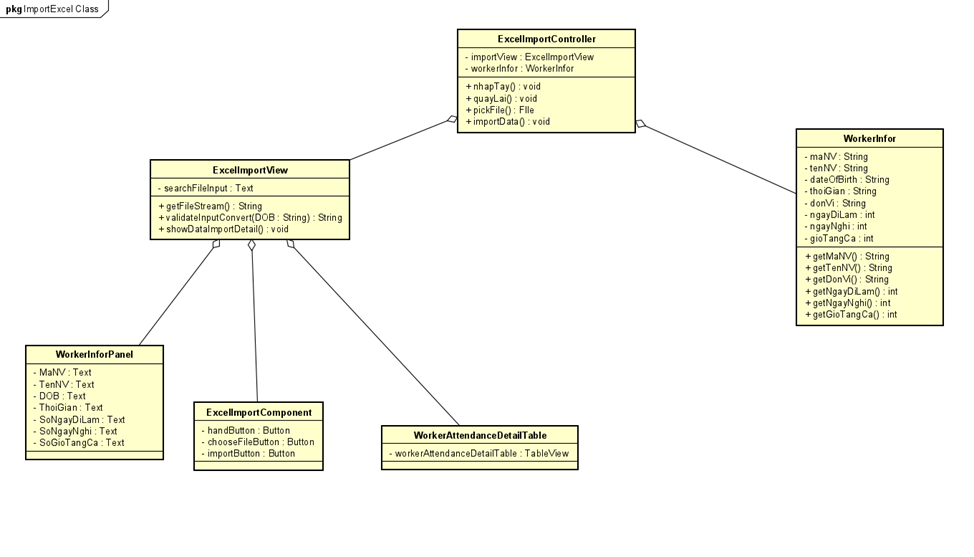 pkg ImportExcel Class
ExcelImportController
- importView : ExcelImportView
- workerInfor : WorkerInfor
+ nhapTay() : void
+ quayLai() : void
+ pickFile() : FIle
+ importData() : void
WorkerInfor
- maNV : String
- tenNV : String
- dateOfBirth : String
- thoiGian : String
- donVi : String
- ngayDiLam : int
- ngayNghi : int
- gioTangCa : int
+ getMaNV() : String
+ getTenNV() : String
+ getDonVi() : String
+ getNgayDiLam() : int
+ getNgayNghi() : int
+ getGioTangCa() : int
ExcelImportView
- searchFileInput : Text
+ getFileStream() : String
+ validateInputConvert(DOB : String) : String
+ showDataImportDetail() : void
WorkerInforPanel
- MaNV : Text
- TenNV : Text
- DOB : Text
- ThoiGian : Text
- SoNgayDiLam : Text
- SoNgayNghi : Text
- SoGioTangCa : Text
ExcelImportComponent
- handButton : Button
- chooseFileButton : Button
- importButton : Button
WorkerAttendanceDetailTable
- workerAttendanceDetailTable : TableView